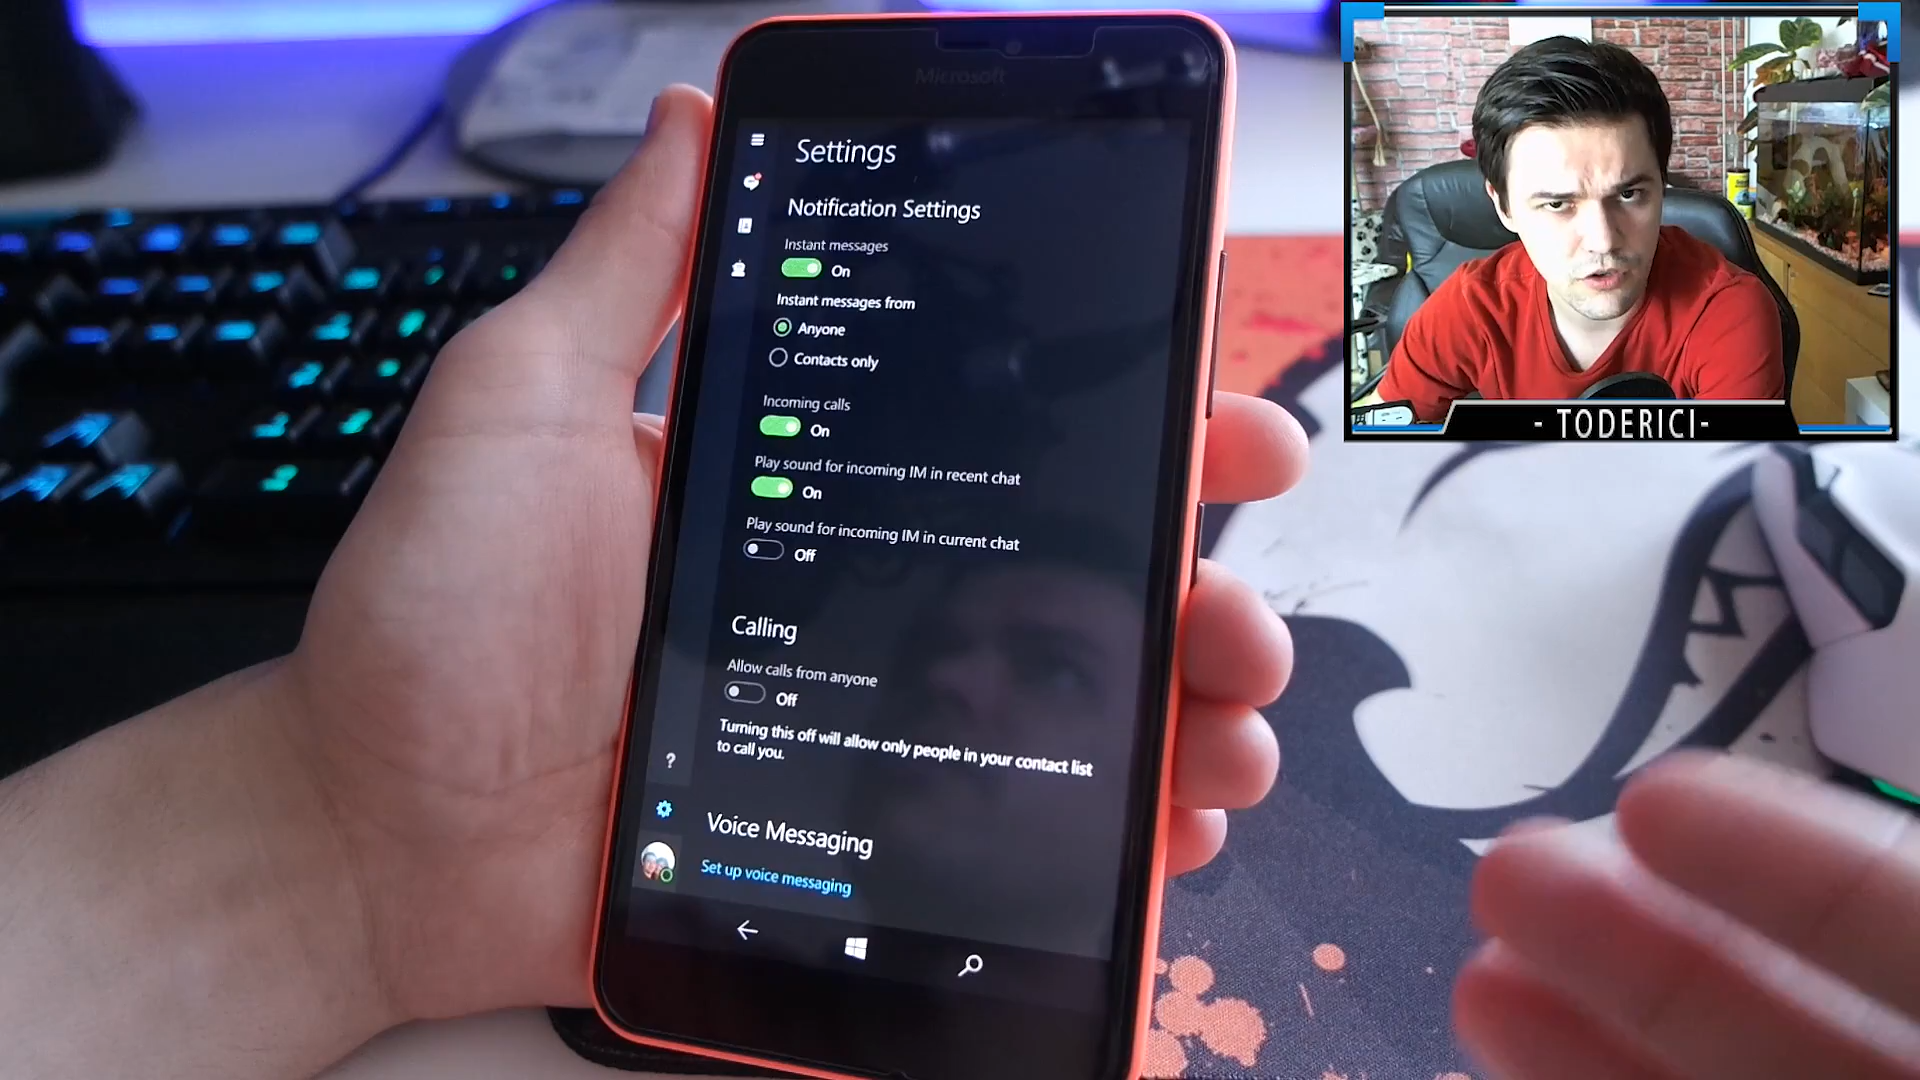 Microsoft
Settings
Notification Settings
Instant messages
On
Instant messages from
Anyone
Contacts only
Incoming calls
On
Play sound for incoming IM in recent chat
On
Play sound for incoming IM in current chat
Off
Calling
Allow calls from anyone
Off
Turning this off will allow only people in your contact list
to call you.
?
Voice Messaging
Set up voice messaging
- TODERICI-